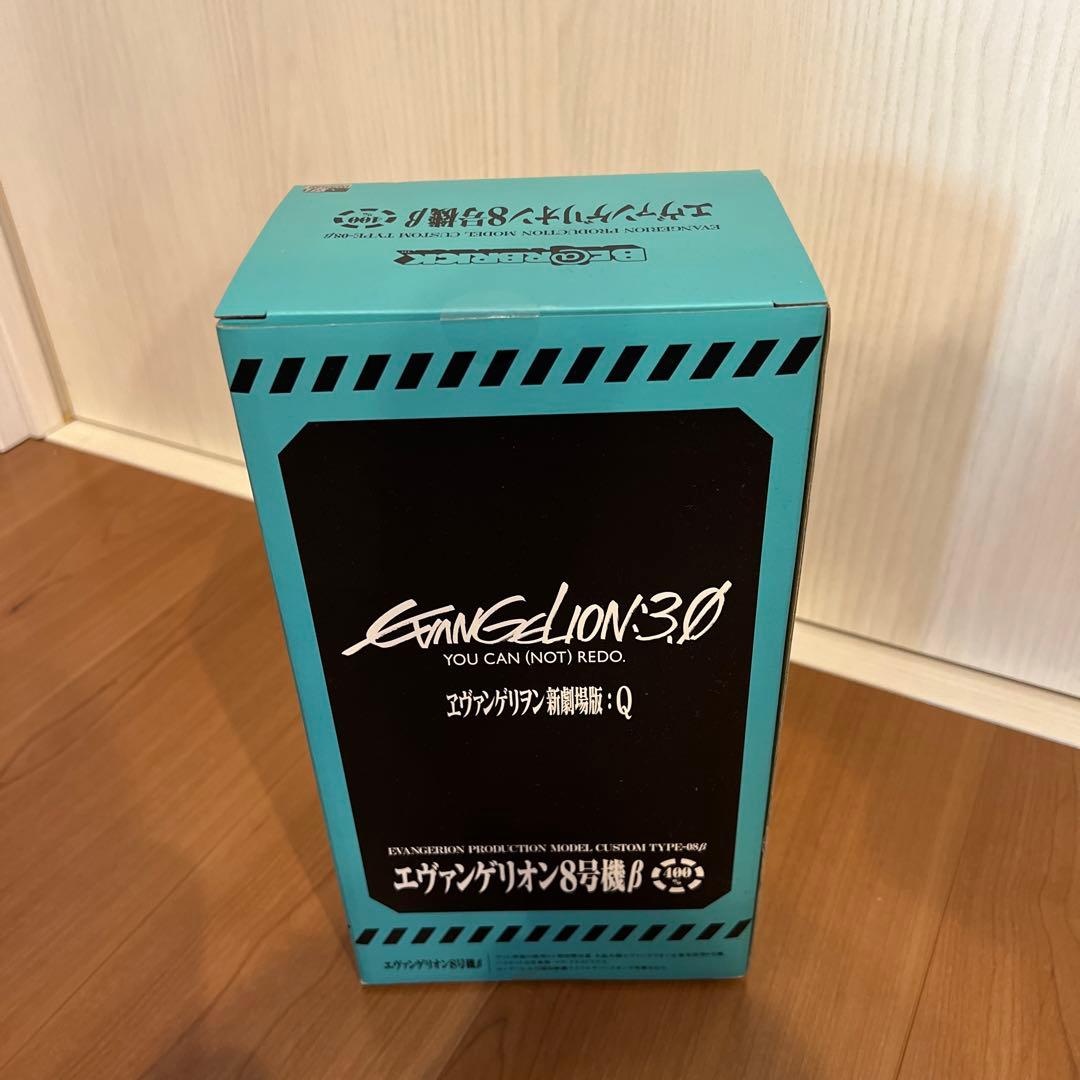 エヴァンゲリオン8号機β 400%
EVANGERION PRODUCTION MODEL CUSTOM TYPE-08β
BE@RBRICK
EVANGELION:3.0
YOU CAN (NOT) REDO.
ヱヴァンゲリヲン新劇場版:Q
EVANGERION PRODUCTION MODEL CUSTOM TYPE-08β
エヴァンゲリオン8号機β 400%
エヴァンゲリオン8号機β